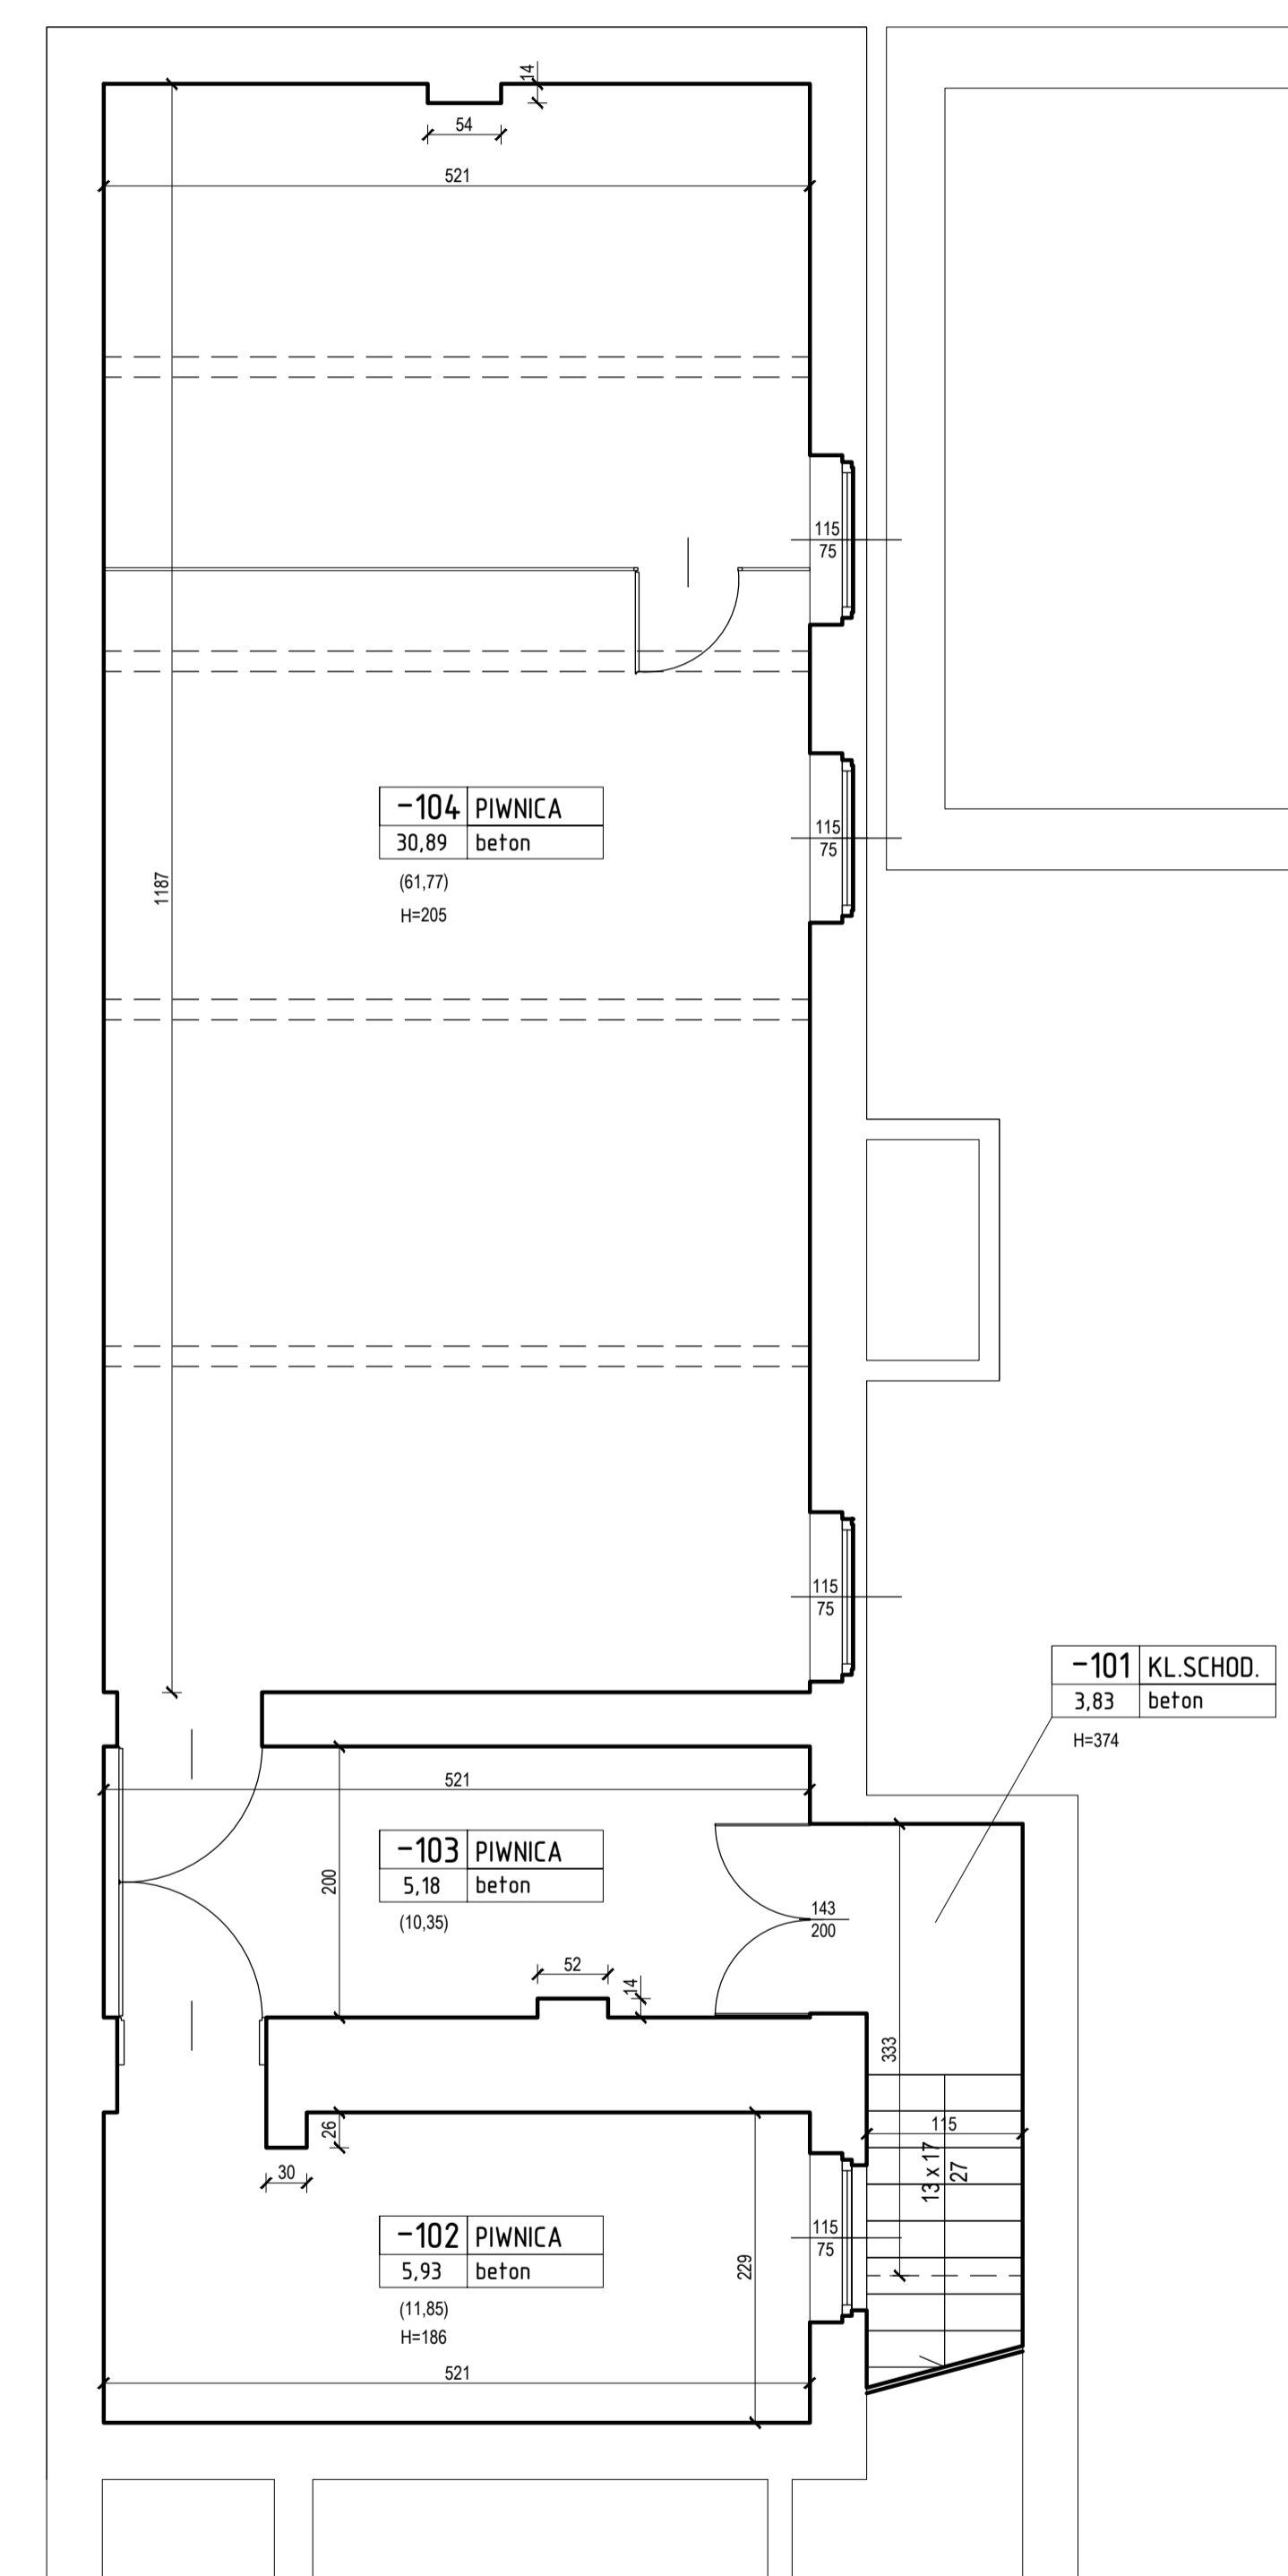 14
54
521
115
75
-104 PIWNICA
30,89 beton
(61,77)
H=205
115
75
1187
115
75
-101 KL.SCHOD.
3,83 beton
H=374
521
-103 PIWNICA
5,18 beton
(10,35)
200
143
200
52
14
333
115
13 x 17
27
26
30
-102 PIWNICA
5,93 beton
(11,85)
H=186
115
75
229
521